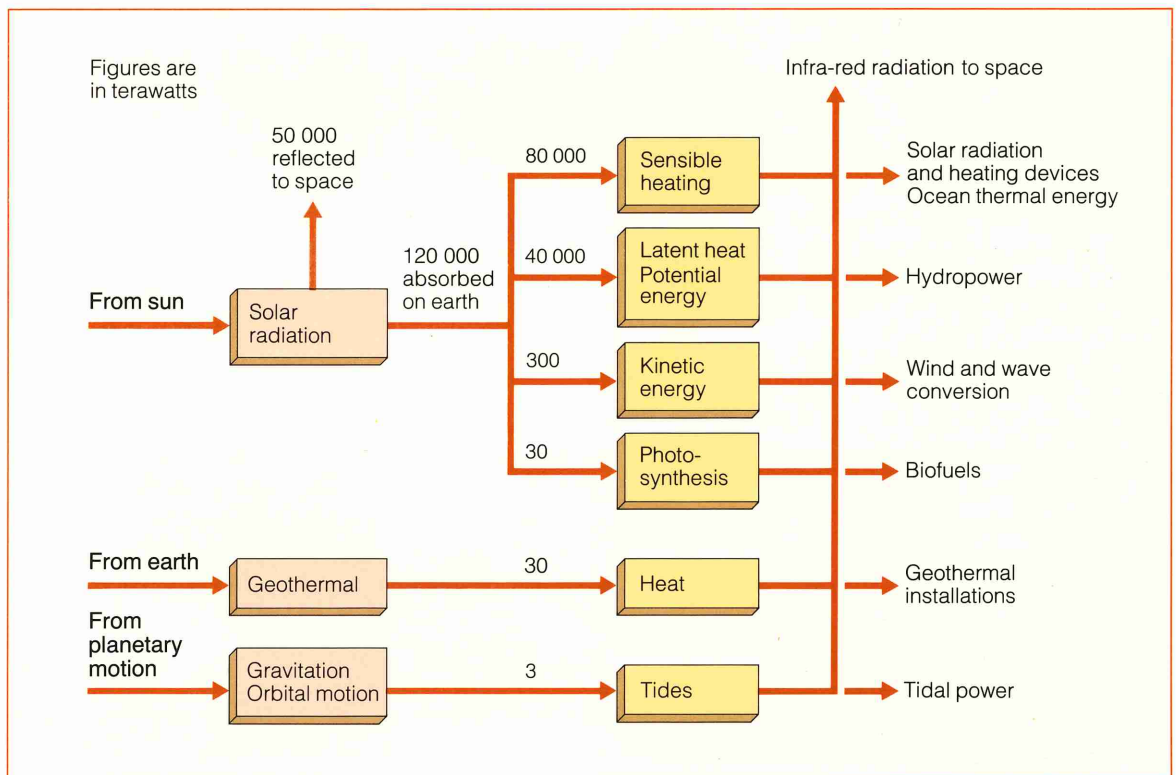 Figures are
in terawatts
Infra-red radiation to space
50 000
reflected
to space
80 000
Sensible
heating
Solar radiation
and heating devices
Ocean thermal energy
120 000
absorbed
on earth
40 000
Latent heat
Potential
energy
Hydropower
From sun
Solar
radiation
300
Kinetic
energy
Wind and wave
conversion
30
Photo-
synthesis
Biofuels
From earth
Geothermal
30
Heat
Geothermal
installations
From
planetary
motion
Gravitation
Orbital motion
3
Tides
Tidal power